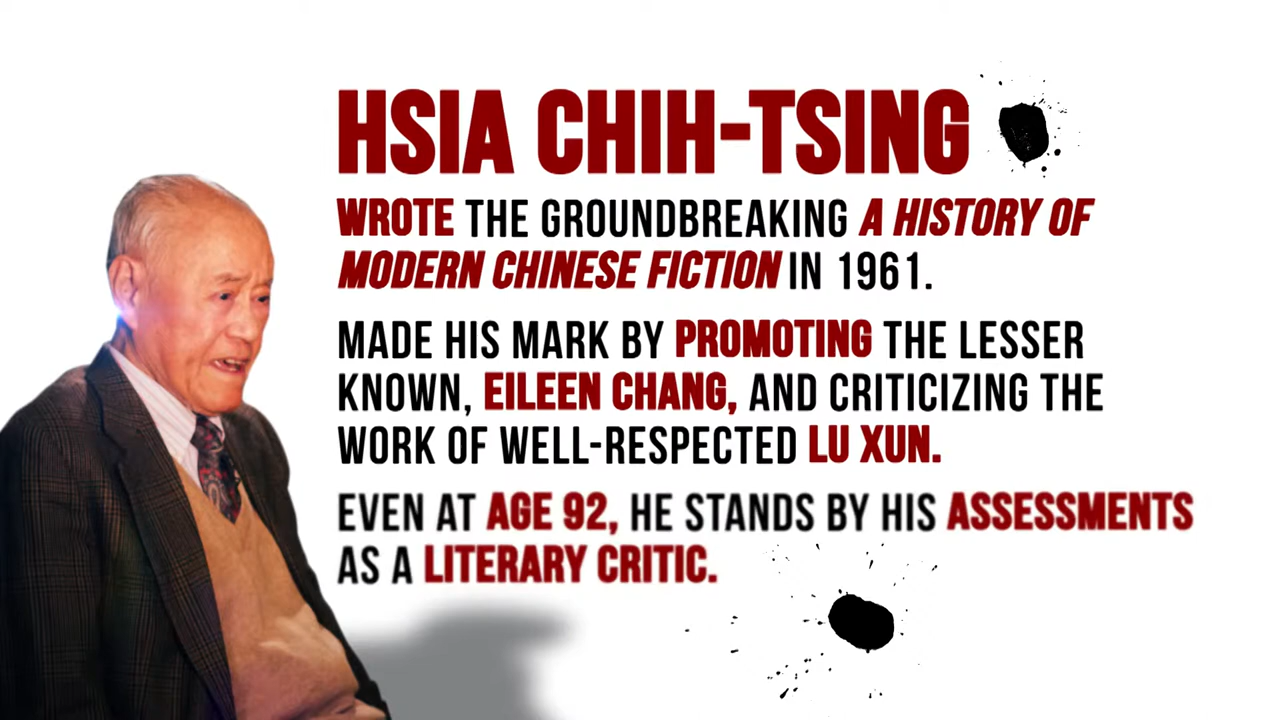 HSIA CHIH-TSING
WROTE THE GROUNDBREAKING A HISTORY OF
MODERN CHINESE FICTION IN 1961.
MADE HIS MARK BY PROMOTING THE LESSER
KNOWN, EILEEN CHANG, AND CRITICIZING THE
WORK OF WELL-RESPECTED LU XUN.
EVEN AT AGE 92, HE STANDS BY HIS ASSESSMENTS
AS A LITERARY CRITIC.